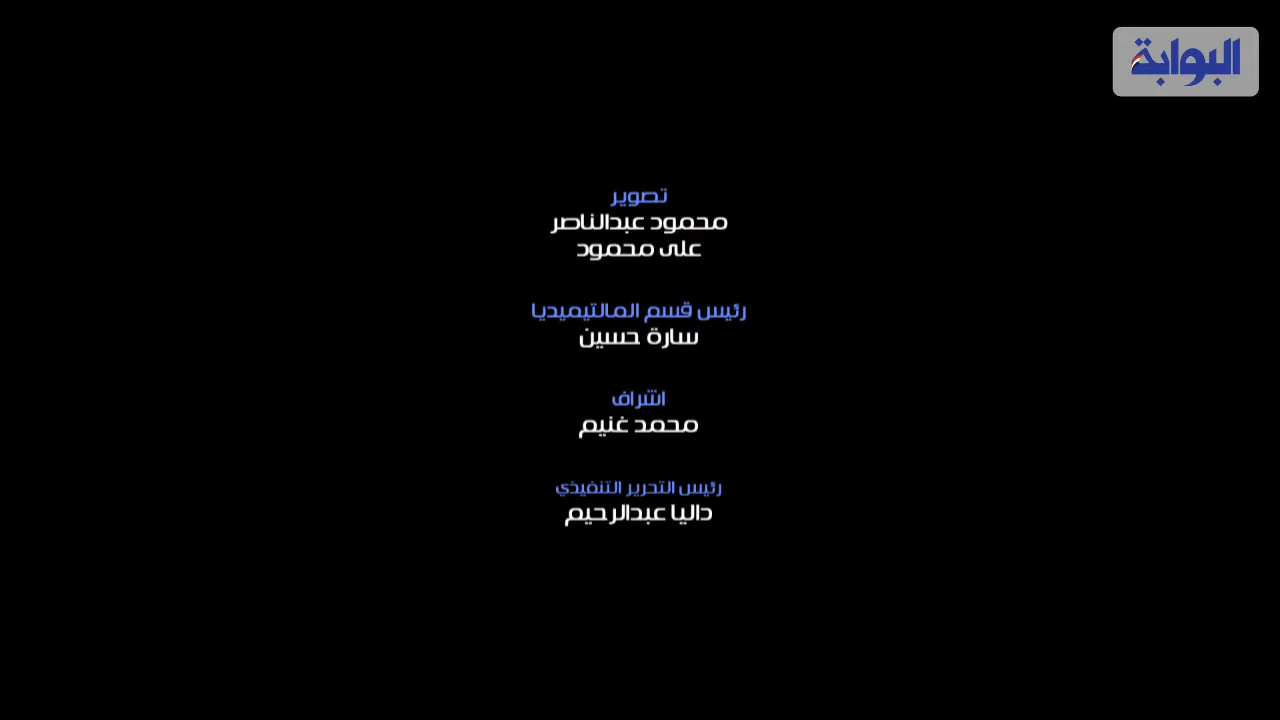 البوابة
تصوير
محمود عبدالناصر
على محمود
رئيس قسم المالتيميديا
سارة حسين
اشراف
محمد غنيم
رئيس التحرير التنفيذي
داليا عبدالرحيم